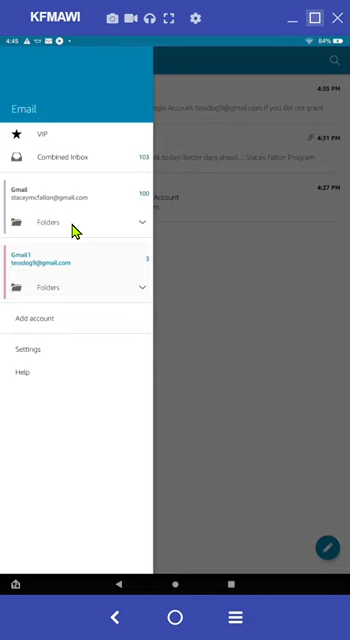 KFMAWI
4:45
84%
Email
VIP
Combined Inbox 103
Gmail
staceymcfallon@gmail.com 100
Folders
Gmail1
tessdog9@gmail.com 3
Folders
Add account
Settings
Help
4:35 PM
gle Account tessdog9@gmail.com If you did not grant
4:31 PM
k today! Better days ahead... Stacey Fallon Program
4:27 PM
Account